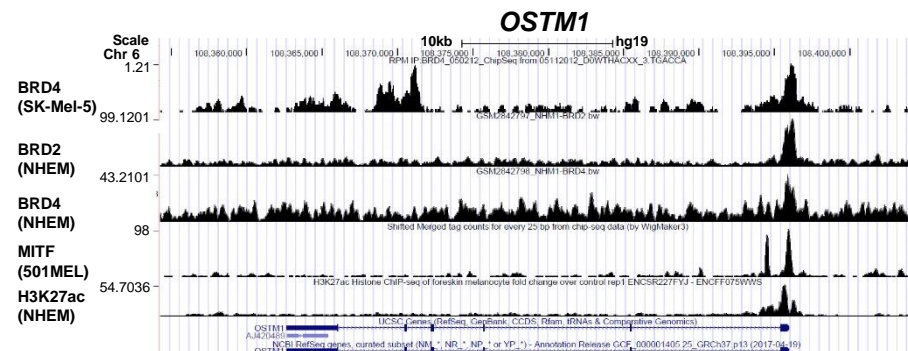 OSTM1
Scale 10kb hg19
Chr 6 108,360,000 108,365,000 108,370,000 108,375,000 108,380,000 108,385,000 108,390,000 108,395,000 108,400,000
RPM IP:BRD4_050212_ChipSeq from 05112012_D0WTHACXX_3.TGACCA
1.21
BRD4
(SK-Mel-5)
99.1201
GSM2842797_NHM1-BRD2.bw
BRD2
(NHEM)
43.2101
GSM2842798_NHM1-BRD4.bw
BRD4
(NHEM)
98
Shifted Merged tag counts for every 25 bp from chip-seq data (by WigMaker3)
MITF
(501MEL)
54.7036
H3K27ac Histone ChIP-seq of foreskin melanocyte fold change over control rep1 ENCSR227FYJ - ENCFF075WWS
H3K27ac
(NHEM)
UCSC Genes (RefSeq, GenBank, CCDS, Rfam, tRNAs & Comparative Genomics)
OSTM1
AJ420489
NCBI RefSeq genes, curated subset (NM_*, NR_*, NP_* or YP_*) - Annotation Release GCF_000001405.25_GRCh37.p13 (2017-04-19)
OSTM1